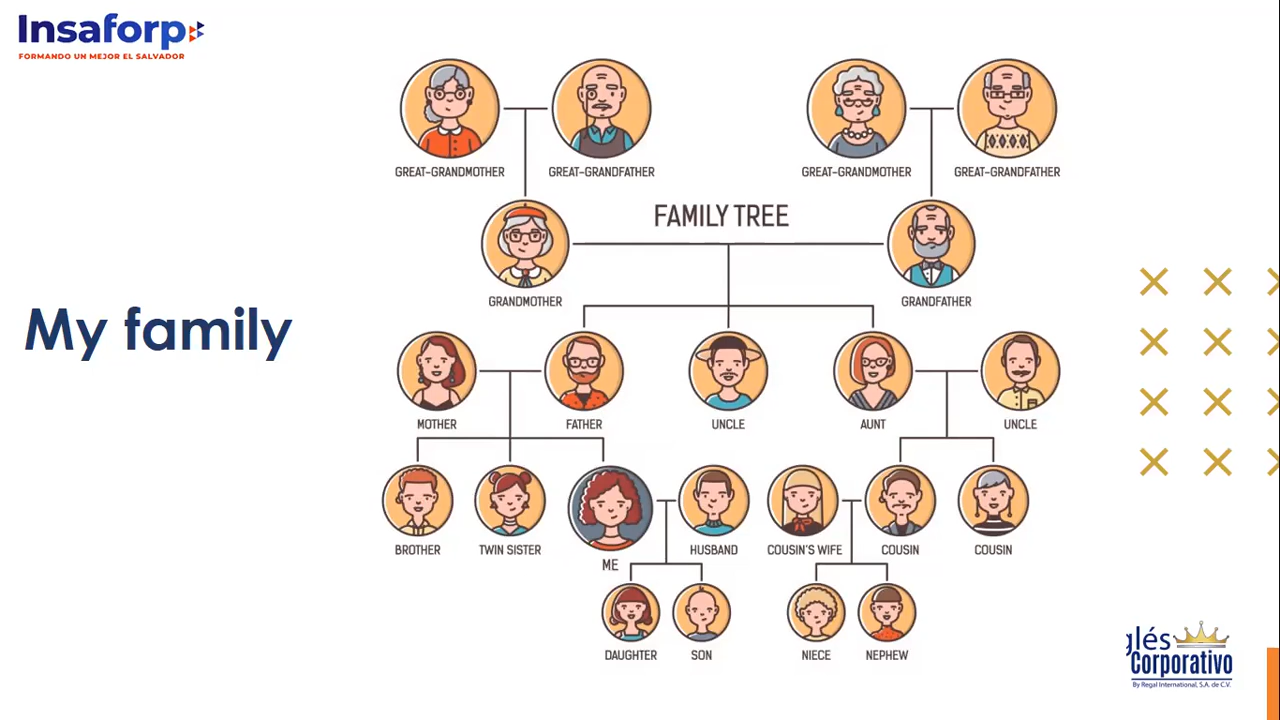 Insaforp
FORMANDO UN MEJOR EL SALVADOR
GREAT-GRANDMOTHER
GREAT-GRANDFATHER
GREAT-GRANDMOTHER
GREAT-GRANDFATHER
FAMILY TREE
GRANDMOTHER
GRANDFATHER
My family
MOTHER
FATHER
UNCLE
AUNT
UNCLE
BROTHER
TWIN SISTER
ME
HUSBAND
COUSIN'S WIFE
COUSIN
COUSIN
DAUGHTER
SON
NIECE
NEPHEW
glés
Corporativo
By Regal International, S.A. de C.V.